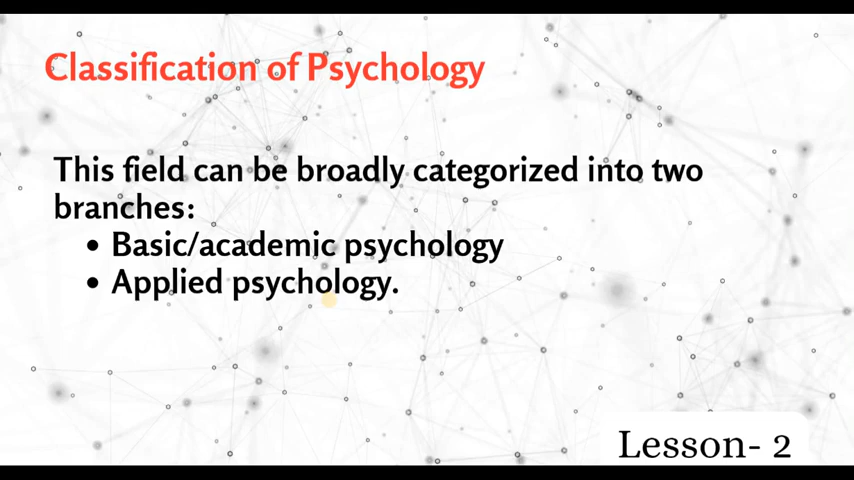 Classification of Psychology
This field can be broadly categorized into two
branches:
• Basic/academic psychology
• Applied psychology.
Lesson- 2